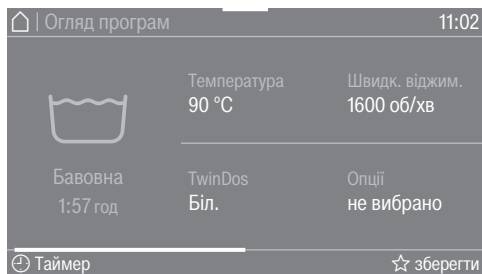 | Огляд програм 11:02
Температура Швидк. віджим.
90 °C 1600 об/хв
Бавовна TwinDos Опції
1:57 год Біл. не вибрано
Таймер зберегти